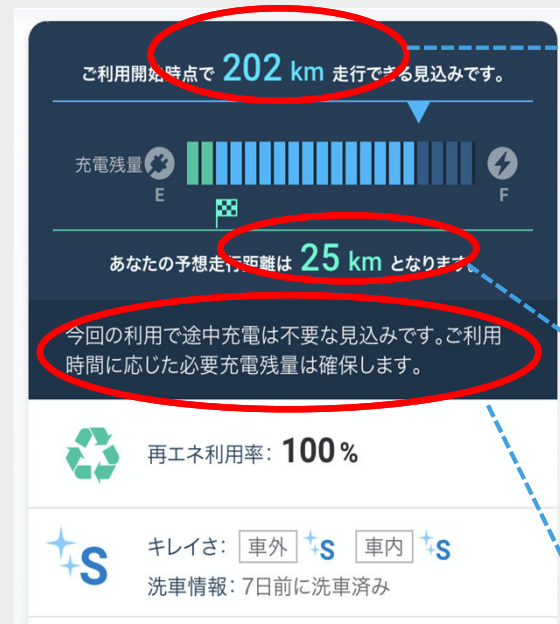 ご利用開始時点で 202 km 走行できる見込みです。
充電残量
E
F
あなたの予想走行距離は 25 km となります。
今回の利用で途中充電は不要な見込みです。ご利用
時間に応じた必要充電残量は確保します。
再エネ利用率: 100%
キレイさ: 車外 S 車内 S
S
洗車情報: 7日前に洗車済み